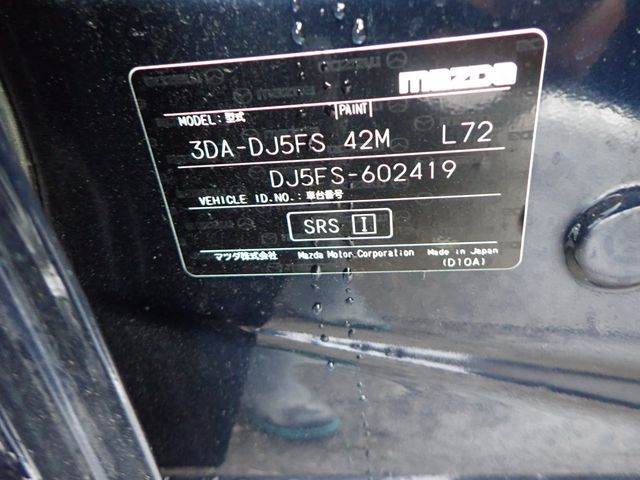 mazda
MODEL:型式 PAINT
3DA-DJ5FS 42M L72
DJ5FS-602419
VEHICLE ID.NO.:車台番号
SRS I
マツダ株式会社 Mazda Motor Corporation Made in Japan
(D10A)